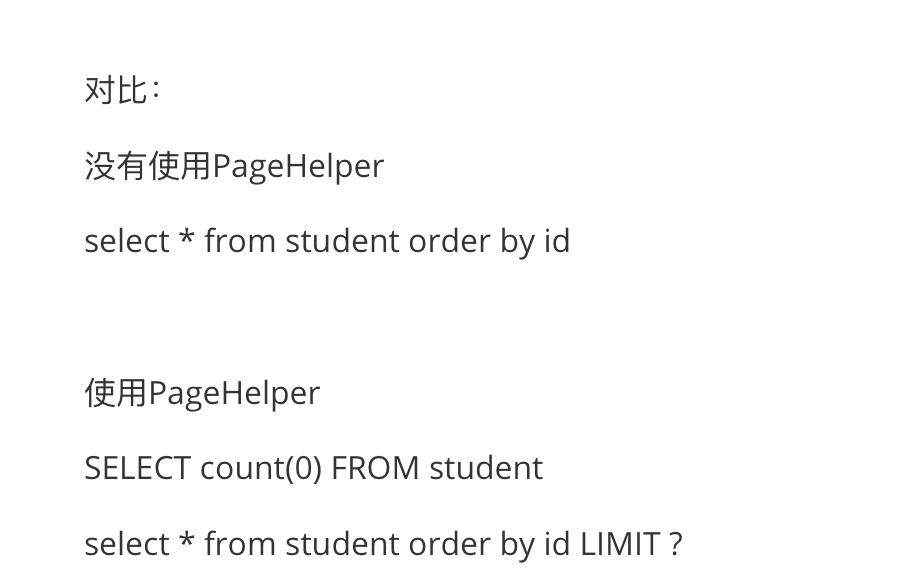 对比：
没有使用PageHelper
select * from student order by id
使用PageHelper
SELECT count(0) FROM student
select * from student order by id LIMIT ?